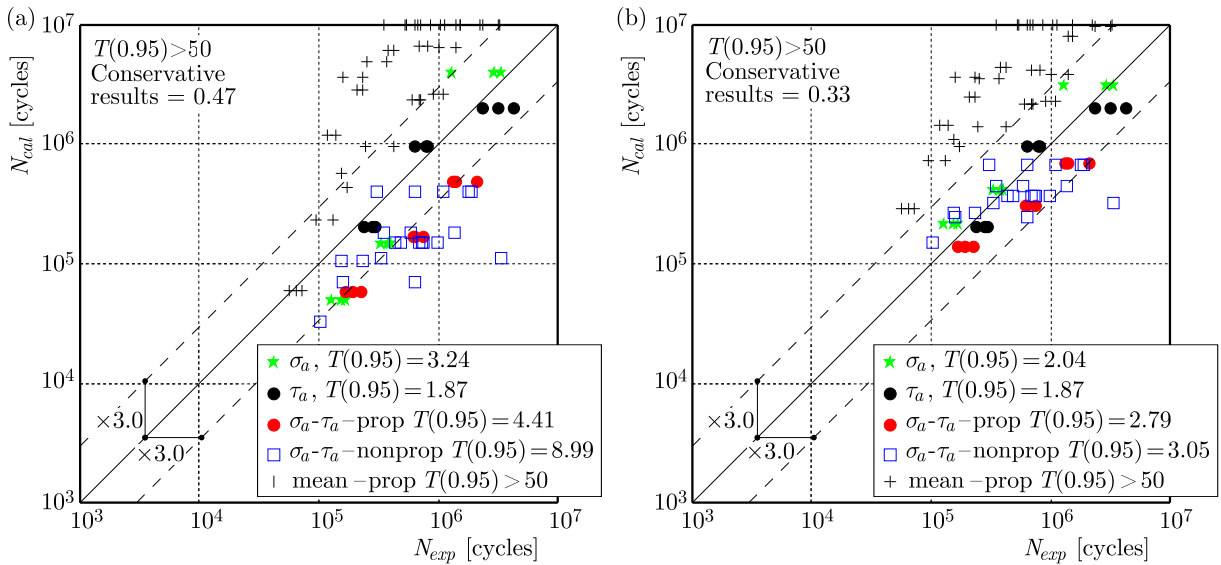 (a)
10^7
T(0.95)>50
Conservative
results = 0.47
N_cal [cycles]
10^6
10^5
10^4
10^3
×3.0
×3.0
σ_a, T(0.95)=3.24
τ_a, T(0.95)=1.87
σ_a-τ_a–prop T(0.95)=4.41
σ_a-τ_a–nonprop T(0.95)=8.99
mean–prop T(0.95)>50
10^3
10^4
10^5
10^6
10^7
N_exp [cycles]
(b)
10^7
T(0.95)>50
Conservative
results = 0.33
N_cal [cycles]
10^6
10^5
10^4
10^3
×3.0
×3.0
σ_a, T(0.95)=2.04
τ_a, T(0.95)=1.87
σ_a-τ_a–prop T(0.95)=2.79
σ_a-τ_a–nonprop T(0.95)=3.05
mean–prop T(0.95)>50
10^3
10^4
10^5
10^6
10^7
N_exp [cycles]